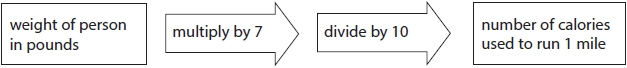 weight of person
in pounds
multiply by 7
divide by 10
number of calories
used to run 1 mile